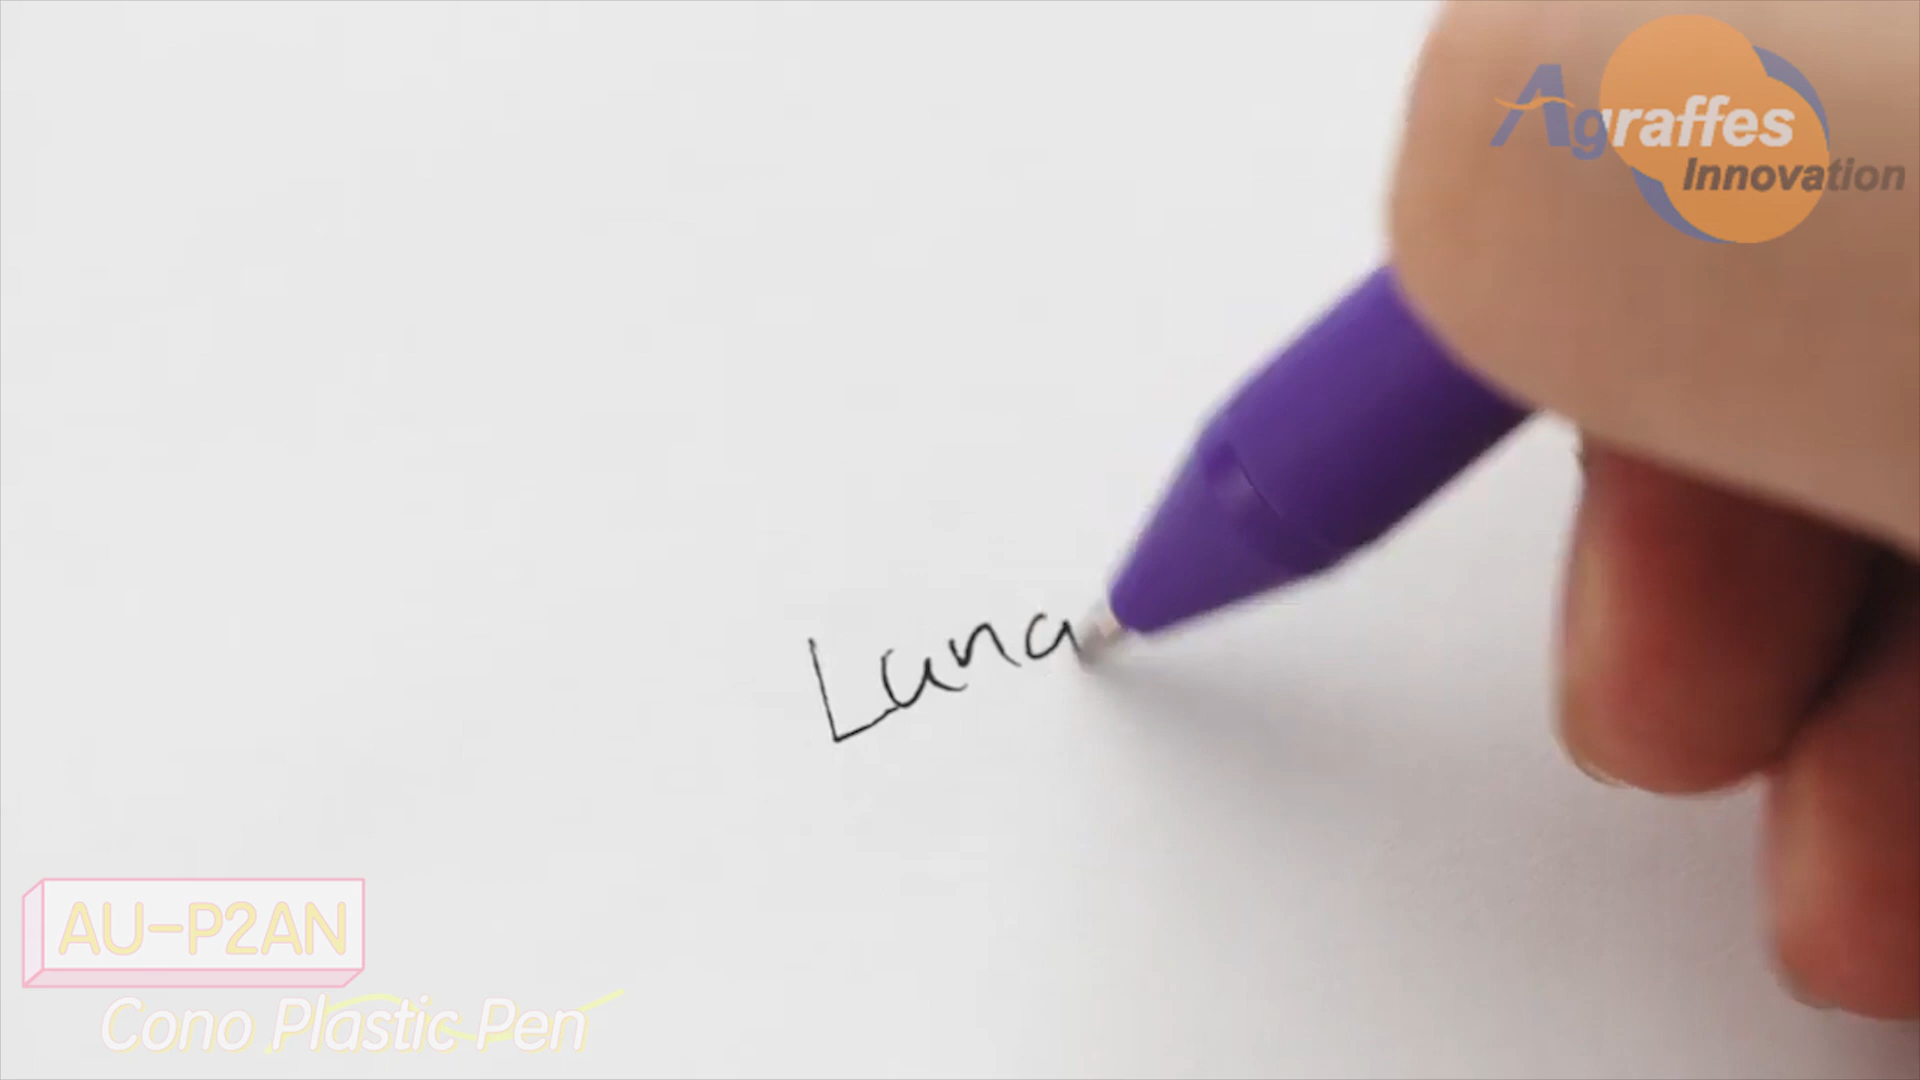 Agraffes
Innovation
Luna
AU-P2AN
Cono Plastic Pen